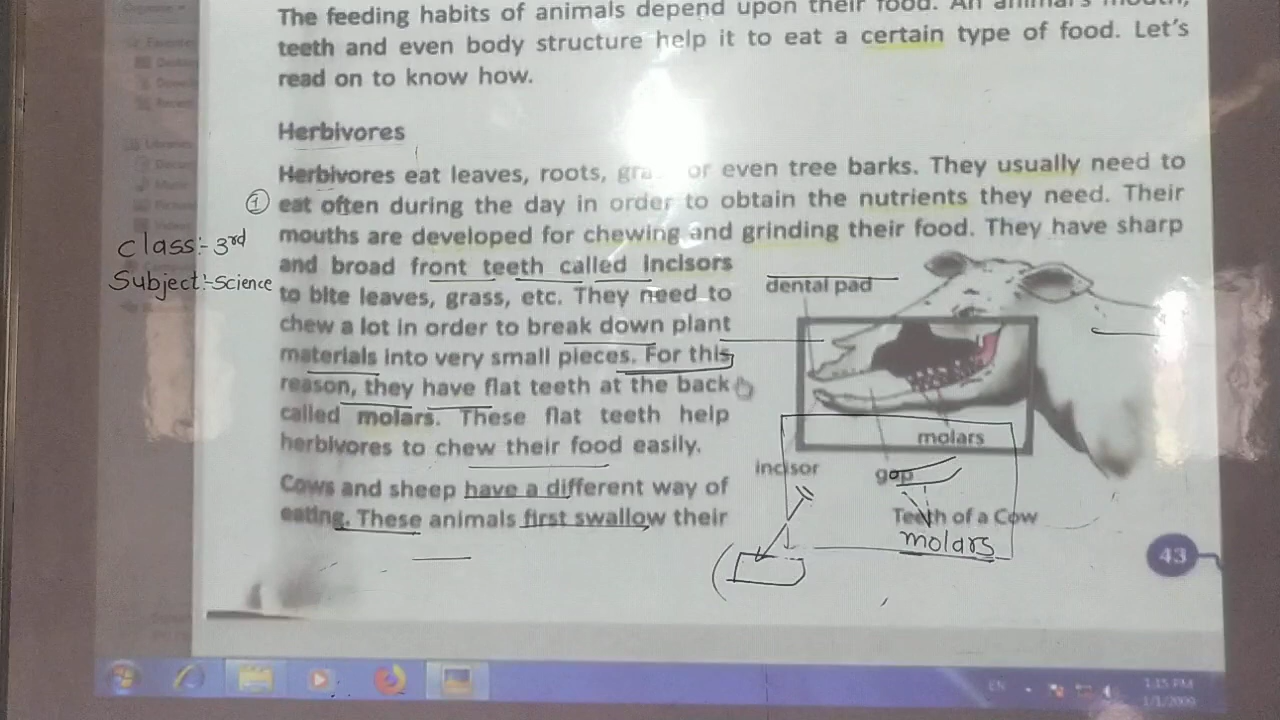 The feeding habits of animals depend upon their food. An animal's mouth,
teeth and even body structure help it to eat a certain type of food. Let's
read on to know how.
Herbivores
Herbivores eat leaves, roots, or even tree barks. They usually need to
① eat often during the day in order to obtain the nutrients they need. Their
mouths are developed for chewing and grinding their food. They have sharp
Class:- 3rd
Subject:-Science
and broad front teeth called incisors
to bite leaves, grass, etc. They need to
chew a lot in order to break down plant
materials into very small pieces. For this
reason, they have flat teeth at the back
called molars. These flat teeth help
herbivores to chew their food easily.
Cows and sheep have a different way of
eating. These animals first swallow their
dental pad
molars
incisor
gap
Teeth of a Cow
molars
43
EN
1:15 PM
1/1/2009